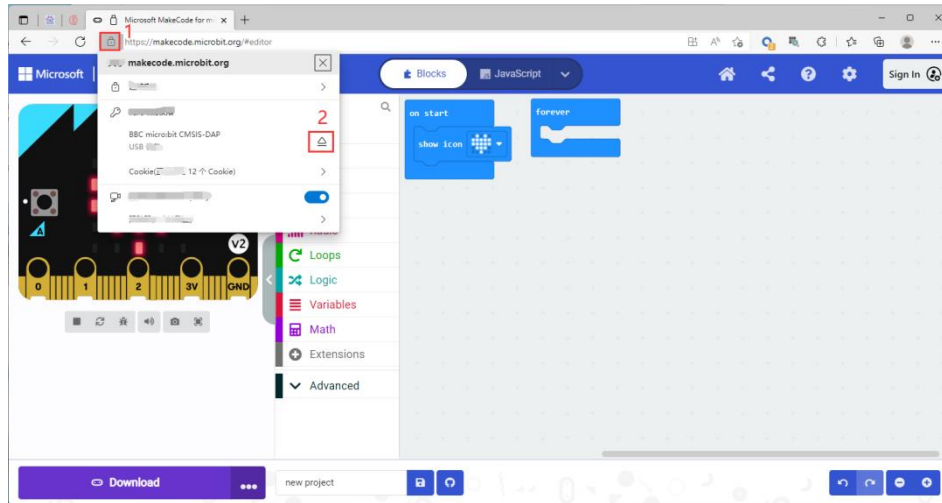 Microsoft MakeCode for mi
1
https://makecode.microbit.org/#editor
makecode.microbit.org
Microsoft
Blocks
JavaScript
Sign In
2
BBC micro:bit CMSIS-DAP
USB
Cookie( 12 个 Cookie)
on start
show icon
forever
A
V2
0
1
2
3V
GND
Loops
Logic
Variables
Math
Extensions
Advanced
Download
new project